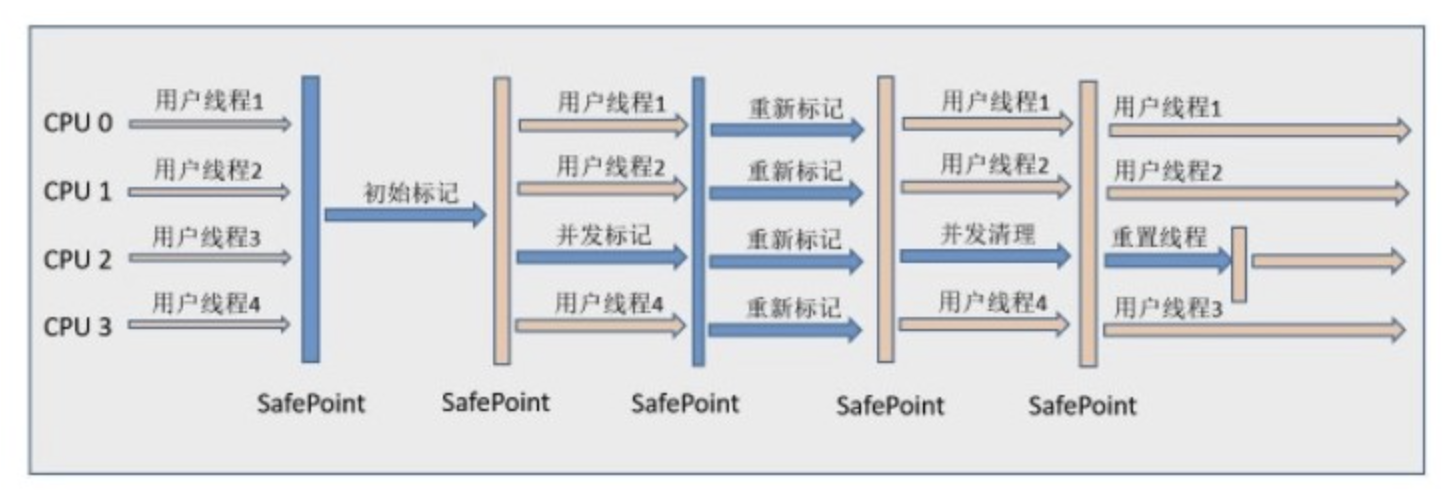 CPU 0 用户线程1 用户线程1 重新标记 用户线程1 用户线程1
CPU 1 用户线程2 初始标记 用户线程2 重新标记 用户线程2 用户线程2
CPU 2 用户线程3 并发标记 重新标记 并发清理 重置线程
CPU 3 用户线程4 用户线程4 重新标记 用户线程4 用户线程3
SafePoint SafePoint SafePoint SafePoint SafePoint